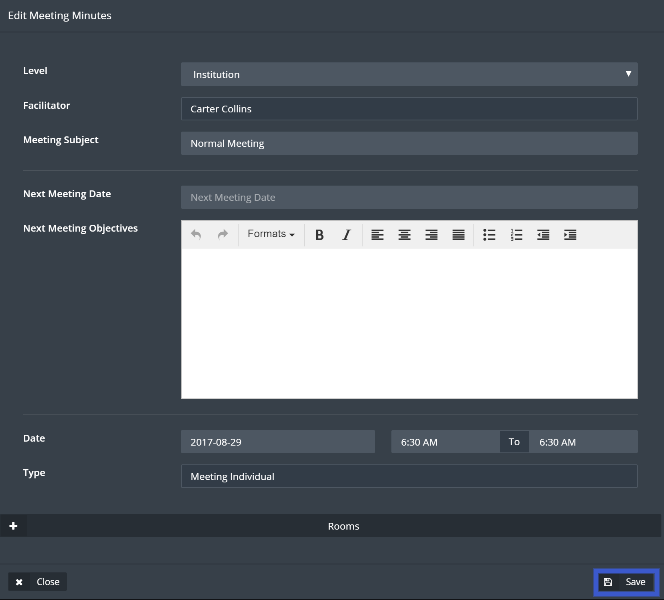 Edit Meeting Minutes
Level
Institution
Facilitator
Carter Collins
Meeting Subject
Normal Meeting
Next Meeting Date
Next Meeting Date
Next Meeting Objectives
Formats
B I
Date
2017-08-29 6:30 AM To 6:30 AM
Type
Meeting Individual
Rooms
Close
Save